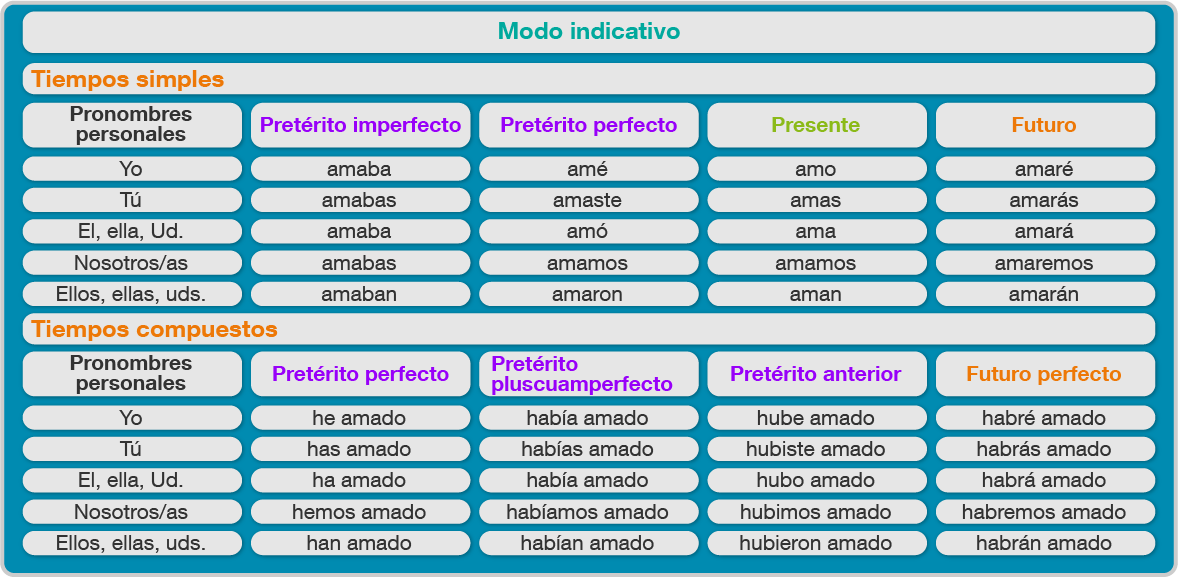 Modo indicativo
Tiempos simples
Pronombres personales Pretérito imperfecto Pretérito perfecto Presente Futuro
Yo amaba amé amo amaré
Tú amabas amaste amas amarás
El, ella, Ud. amaba amó ama amará
Nosotros/as amabas amamos amamos amaremos
Ellos, ellas, uds. amaban amaron aman amarán
Tiempos compuestos
Pronombres personales Pretérito perfecto Pretérito pluscuamperfecto Pretérito anterior Futuro perfecto
Yo he amado había amado hube amado habré amado
Tú has amado habías amado hubiste amado habrás amado
El, ella, Ud. ha amado había amado hubo amado habrá amado
Nosotros/as hemos amado habíamos amado hubimos amado habremos amado
Ellos, ellas, uds. han amado habían amado hubieron amado habrán amado